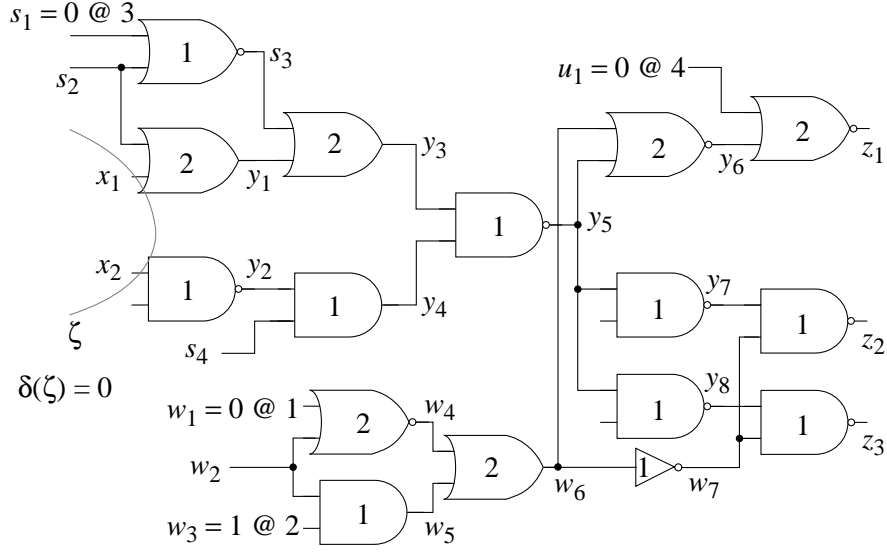 s1 = 0 @ 3
1
s3
s2
u1 = 0 @ 4
2
x1
y1
2
y3
2
y6
2
z1
x2
y2
1
1
y4
s4
1
y5
ζ
δ(ζ) = 0
1
y7
1
z2
1
y8
1
z3
w1 = 0 @ 1
2
w4
w2
2
w6
1
w7
w3 = 1 @ 2
1
w5